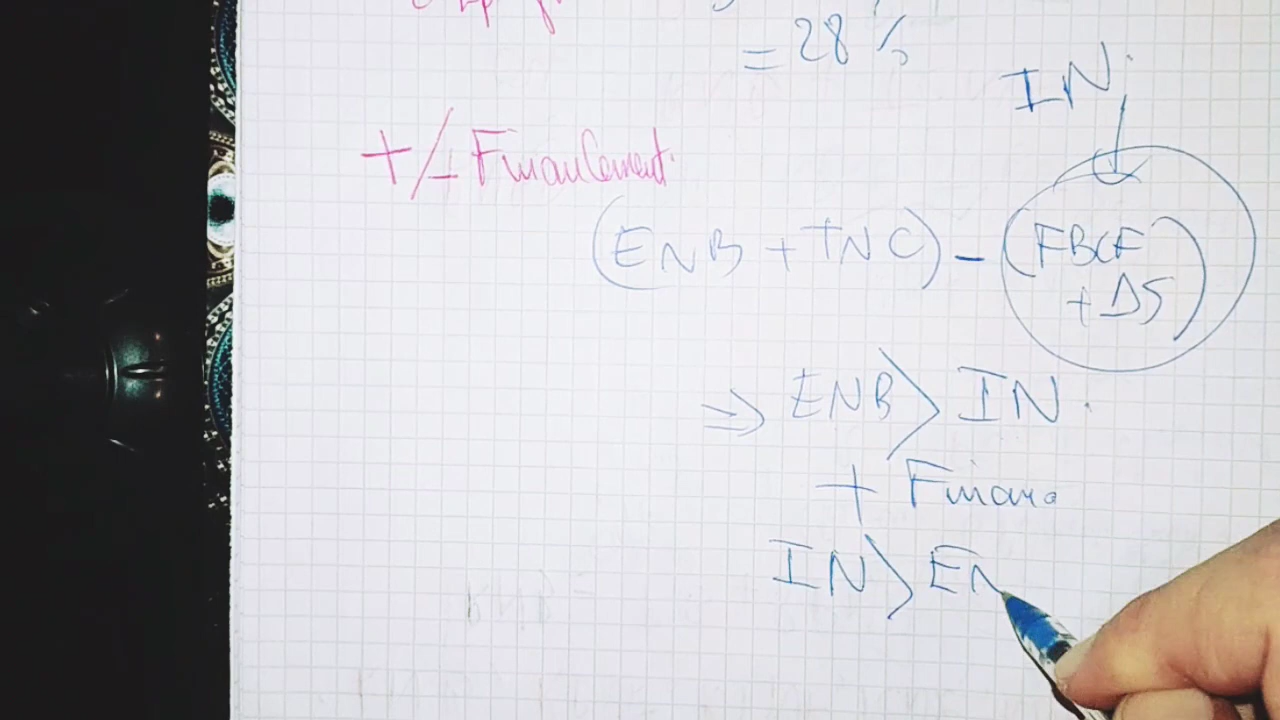 = 28 %
IN
+/- Financement
(ENB + TNC) - (FBCF
+ ΔS)
⇒ ENB > IN
+ Financ
IN > EN